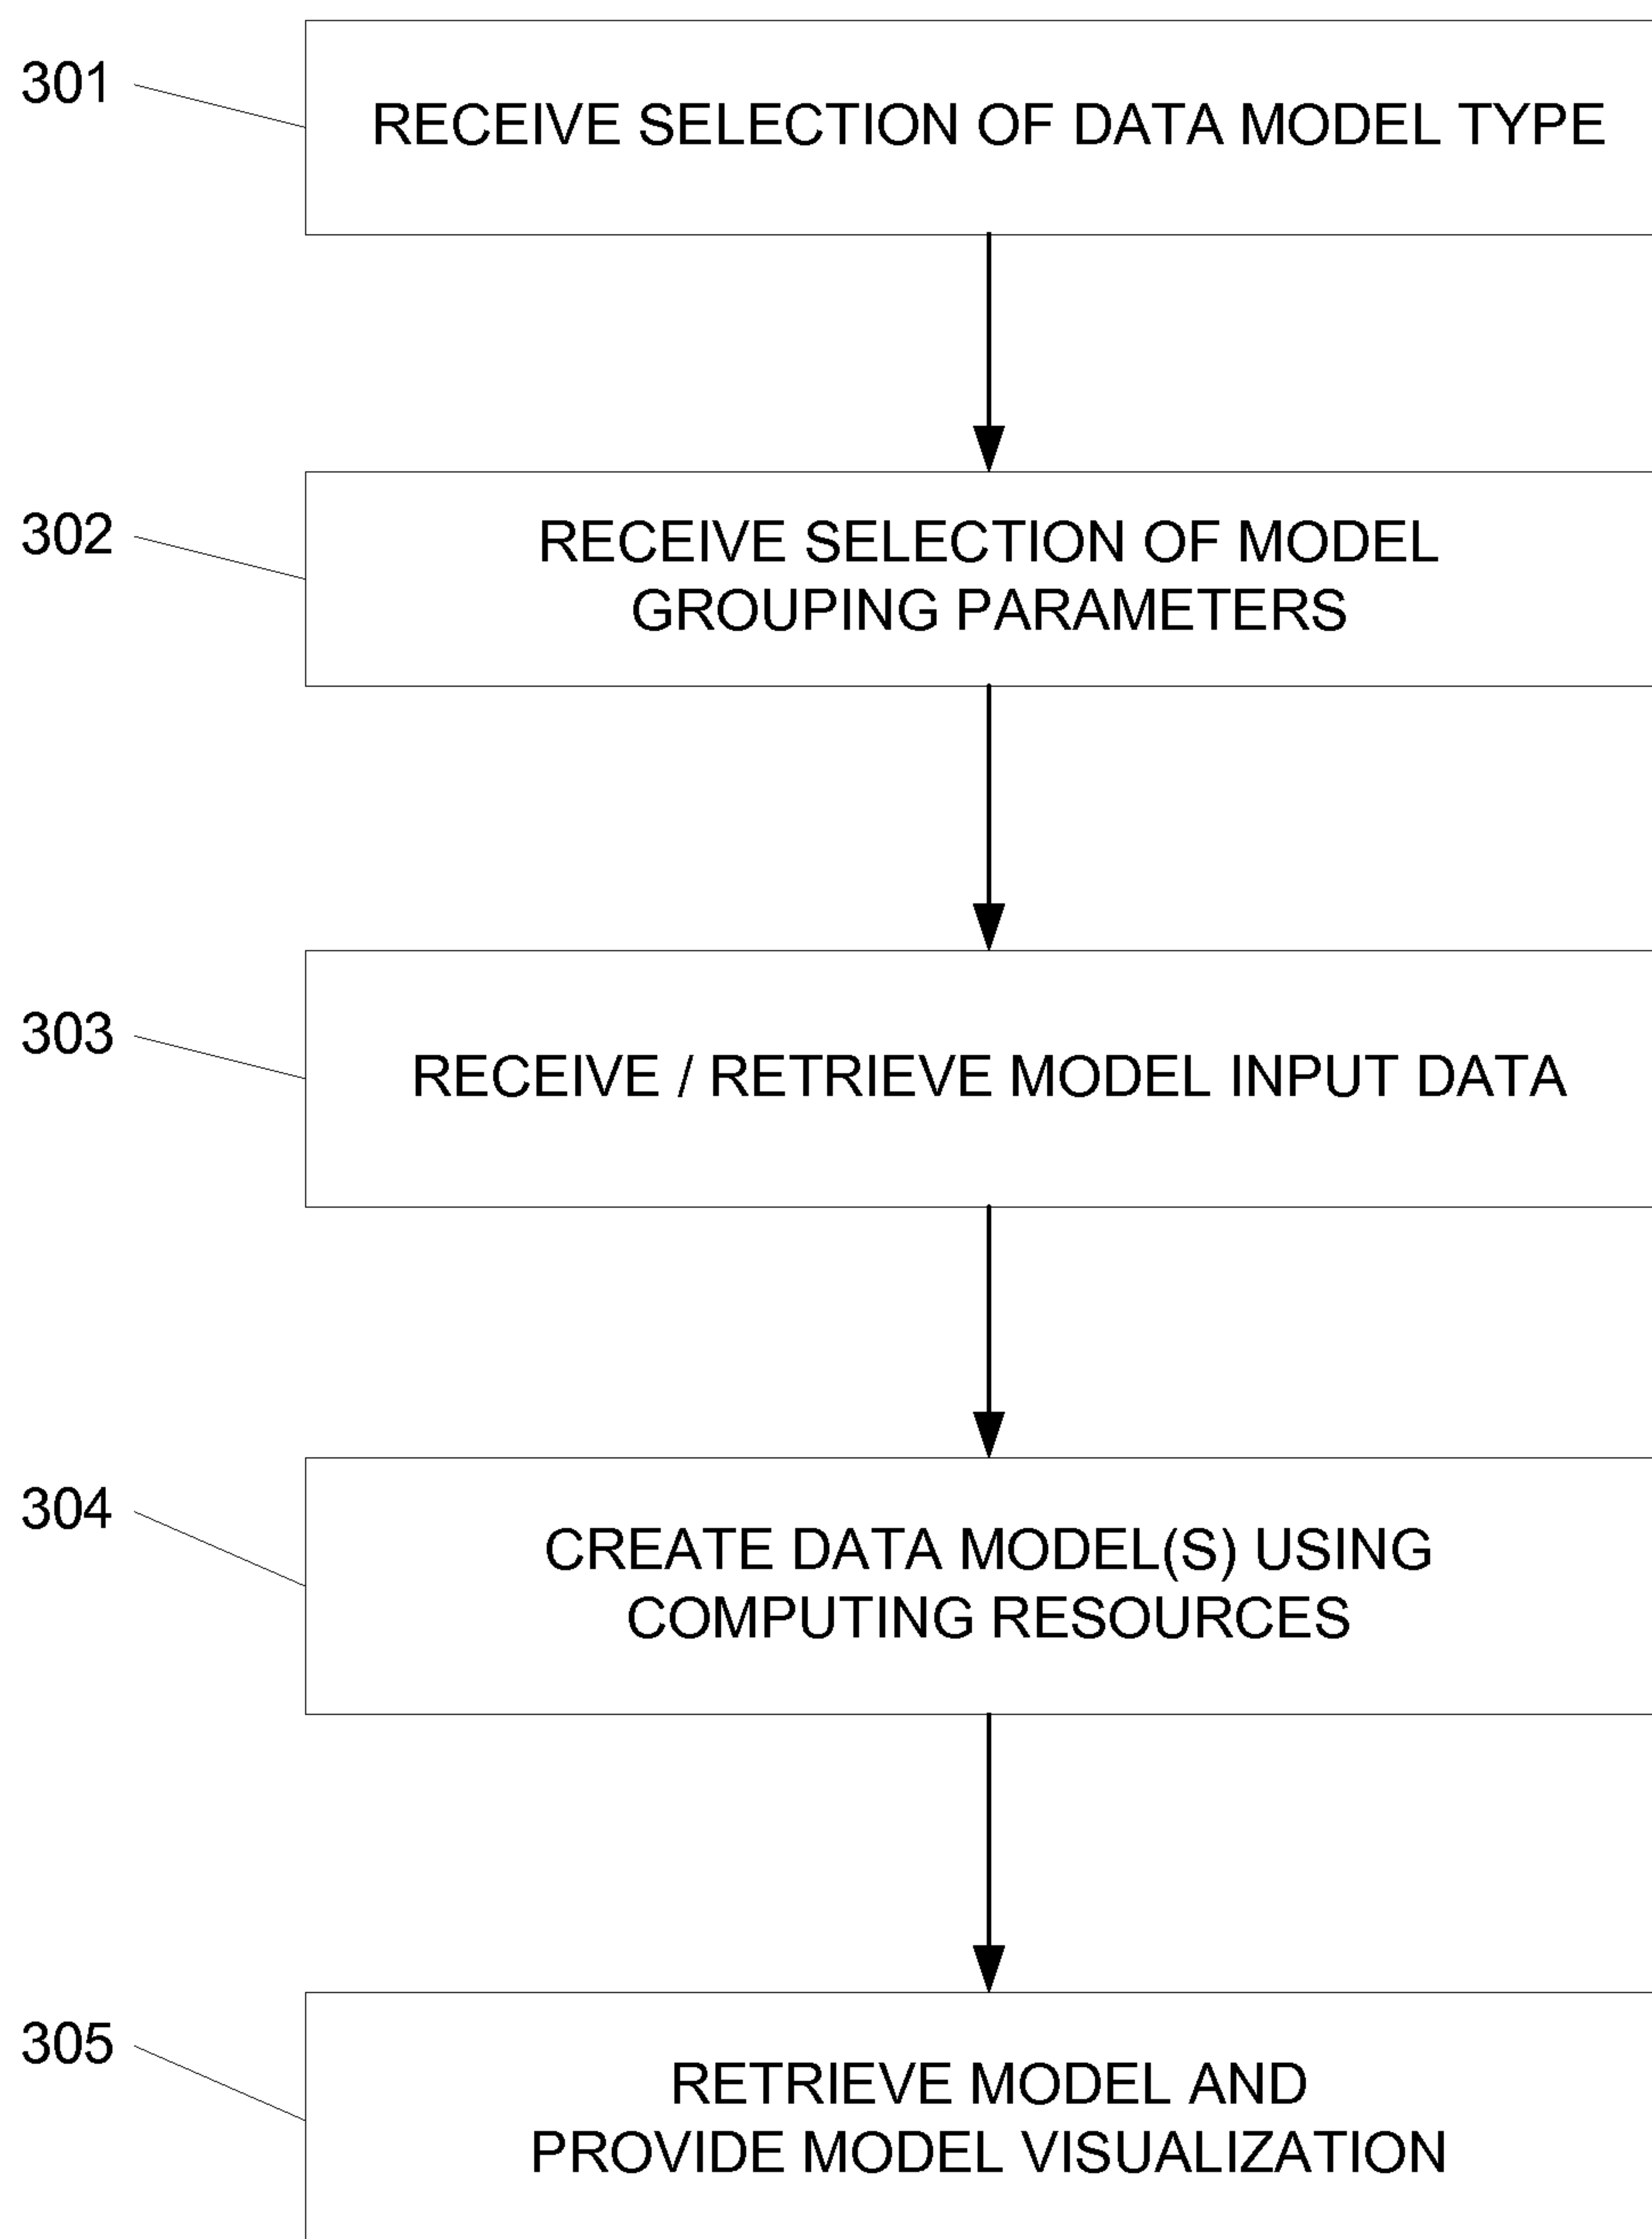 301
RECEIVE SELECTION OF DATA MODEL TYPE
302
RECEIVE SELECTION OF MODEL
GROUPING PARAMETERS
303
RECEIVE / RETRIEVE MODEL INPUT DATA
304
CREATE DATA MODEL(S) USING
COMPUTING RESOURCES
305
RETRIEVE MODEL AND
PROVIDE MODEL VISUALIZATION